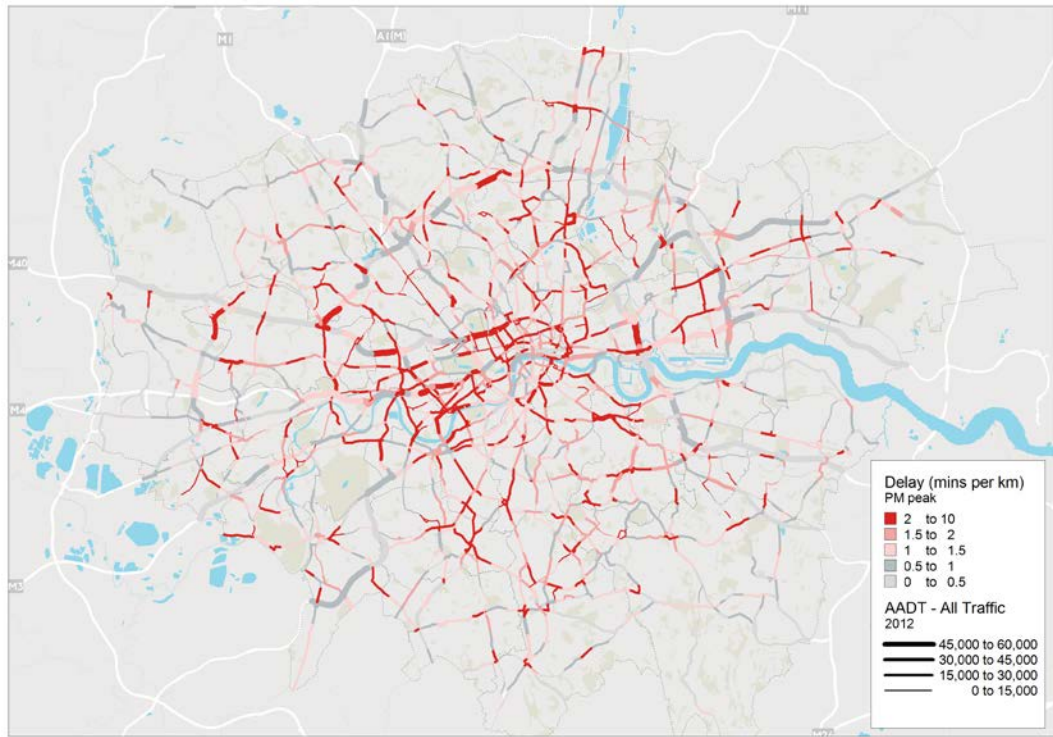 M1
A1(M)
M11
M40
M4
M3
Delay (mins per km)
PM peak
2 to 10
1.5 to 2
1 to 1.5
0.5 to 1
0 to 0.5
AADT - All Traffic
2012
45,000 to 60,000
30,000 to 45,000
15,000 to 30,000
0 to 15,000